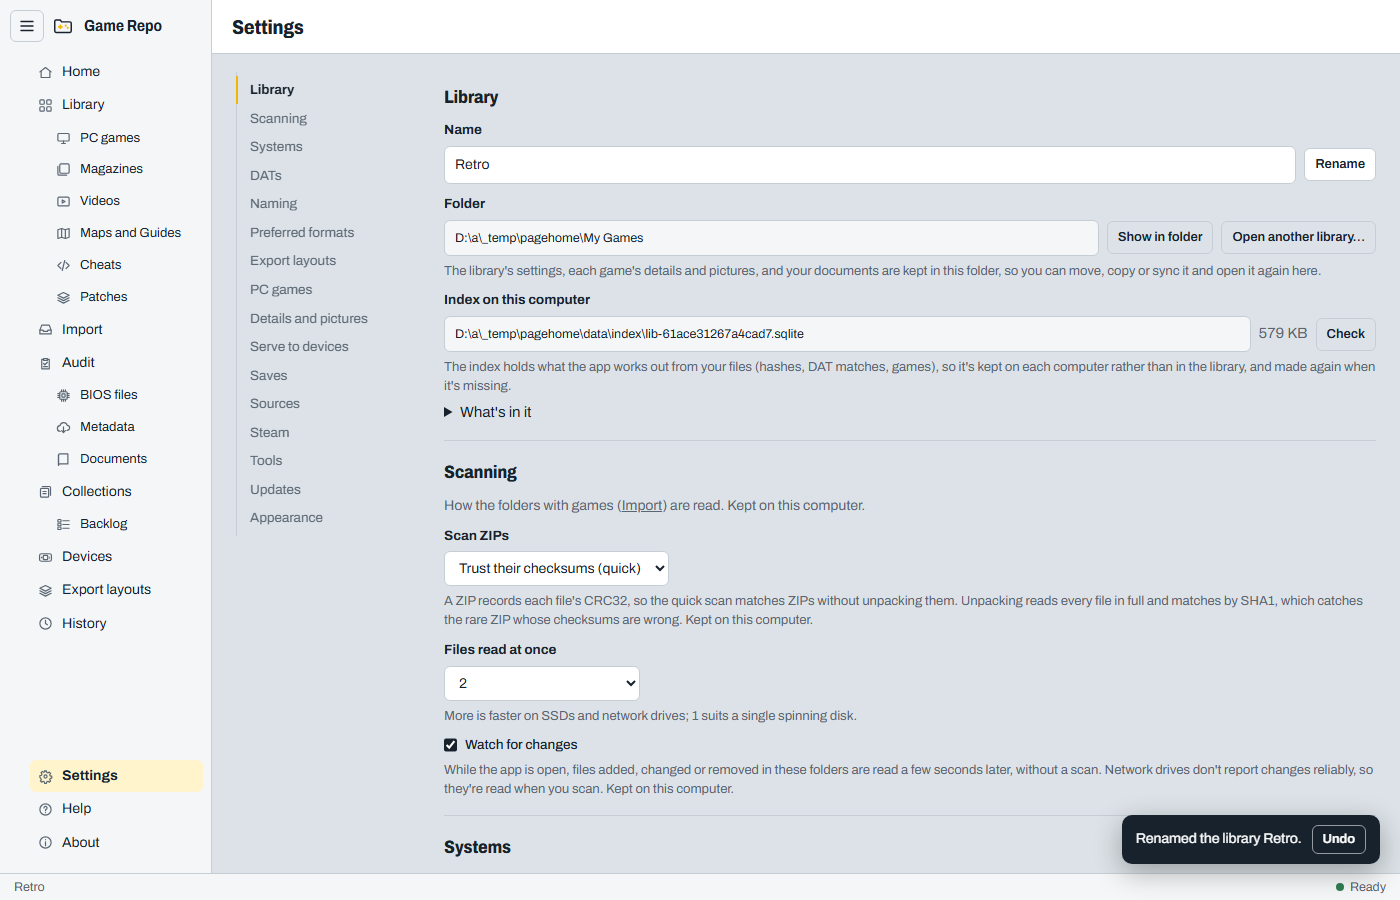 Game Repo
Settings
Home
Library
PC games
Magazines
Videos
Maps and Guides
Cheats
Patches
Import
Audit
BIOS files
Metadata
Documents
Collections
Backlog
Devices
Export layouts
History
Settings
Help
About
Library
Scanning
Systems
DATs
Naming
Preferred formats
Export layouts
PC games
Details and pictures
Serve to devices
Saves
Sources
Steam
Tools
Updates
Appearance
Library
Name
Retro
Rename
Folder
D:\a\_temp\pagehome\My Games
Show in folder
Open another library...
The library's settings, each game's details and pictures, and your documents are kept in this folder, so you can move, copy or sync it and open it again here.
Index on this computer
D:\a\_temp\pagehome\data\index\lib-61ace31267a4cad7.sqlite
579 KB
Check
The index holds what the app works out from your files (hashes, DAT matches, games), so it's kept on each computer rather than in the library, and made again when
it's missing.
What's in it
Scanning
How the folders with games (Import) are read. Kept on this computer.
Scan ZIPs
Trust their checksums (quick)
A ZIP records each file's CRC32, so the quick scan matches ZIPs without unpacking them. Unpacking reads every file in full and matches by SHA1, which catches
the rare ZIP whose checksums are wrong. Kept on this computer.
Files read at once
2
More is faster on SSDs and network drives; 1 suits a single spinning disk.
Watch for changes
While the app is open, files added, changed or removed in these folders are read a few seconds later, without a scan. Network drives don't report changes reliably, so
they're read when you scan. Kept on this computer.
Systems
Renamed the library Retro.
Undo
Retro
Ready